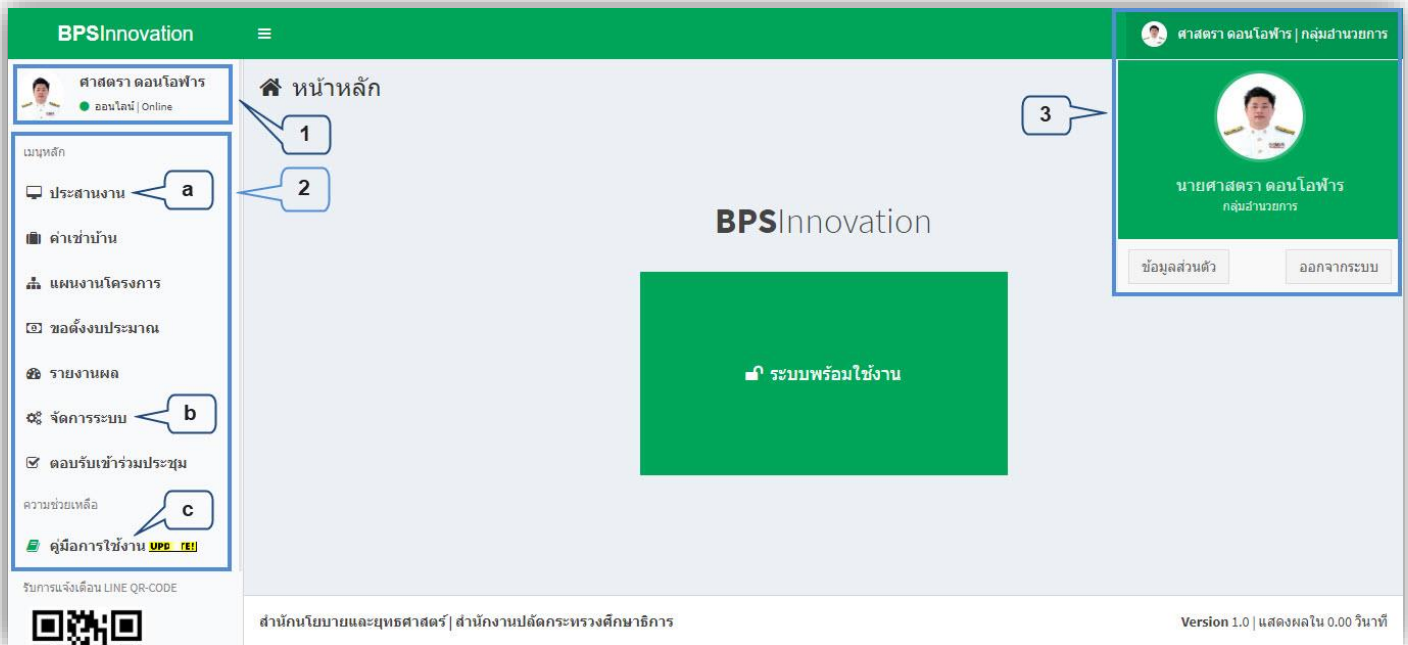 BPSInnovation
ศาสตรา ดอนโอฬาร | กลุ่มอำนวยการ
ศาสตรา ดอนโอฬาร
ออนไลน์ | Online
หน้าหลัก
1
3
นายศาสตรา ดอนโอฬาร
กลุ่มอำนวยการ
ข้อมูลส่วนตัว
ออกจากระบบ
เมนูหลัก
ประสานงาน
a
2
ค่าเช่าบ้าน
แผนงานโครงการ
ขอตั้งงบประมาณ
รายงานผล
จัดการระบบ
b
ตอบรับเข้าร่วมประชุม
ความช่วยเหลือ
c
คู่มือการใช้งาน
รับการแจ้งเตือน LINE QR-CODE
BPSInnovation
ระบบพร้อมใช้งาน
สำนักนโยบายและยุทธศาสตร์ | สำนักงานปลัดกระทรวงศึกษาธิการ
Version 1.0 | แสดงผลใน 0.00 วินาที